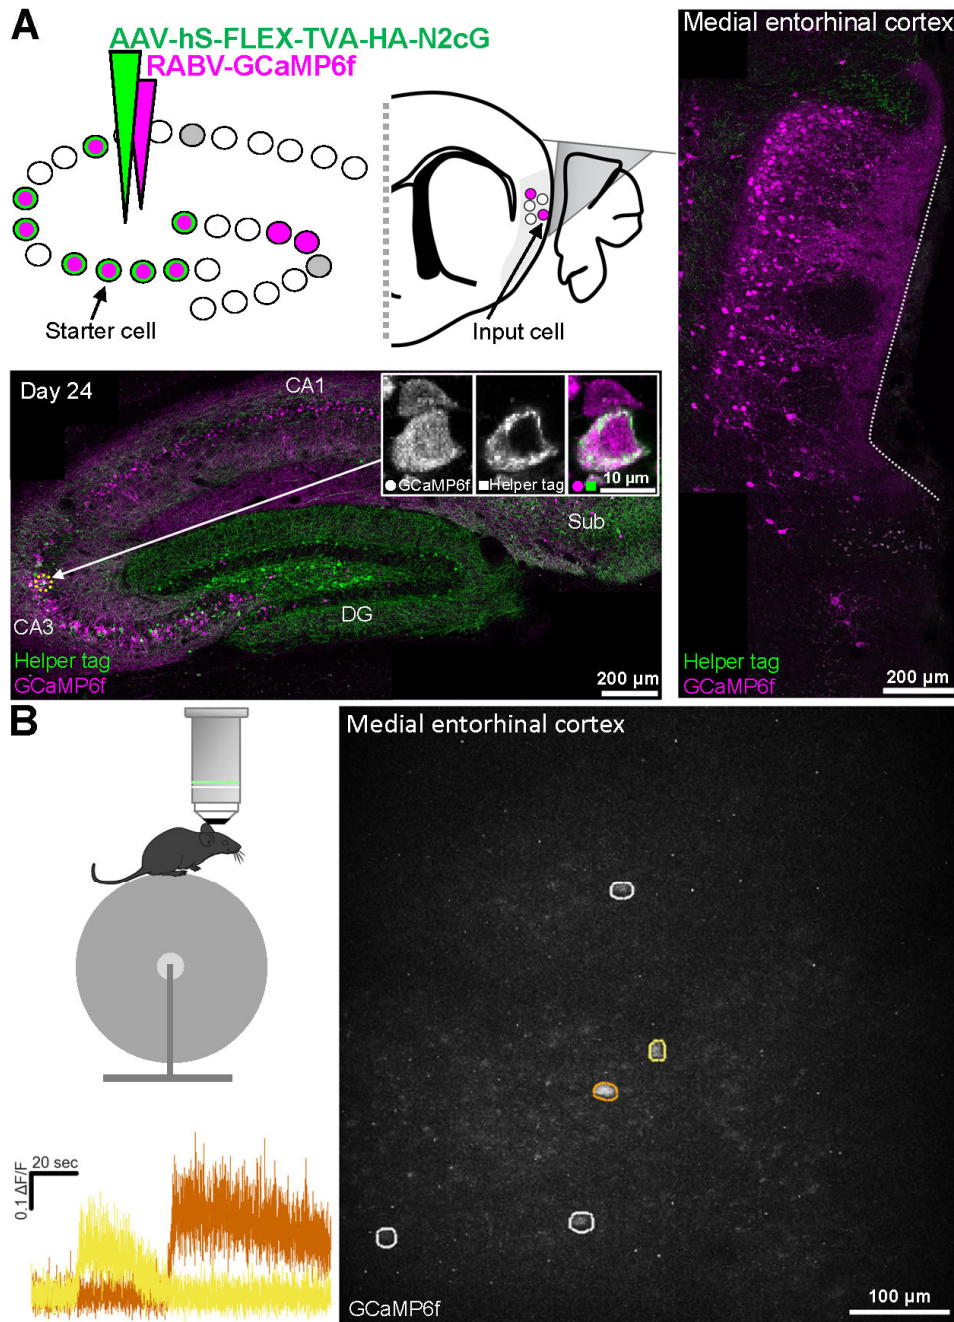 A
AAV-hS-FLEX-TVA-HA-N2cG
RABV-GCaMP6f
Starter cell
Input cell
Medial entorhinal cortex
Helper tag
GCaMP6f
200 µm
Day 24
CA1
GCaMP6f
Helper tag
10 µm
Sub
CA3
DG
Helper tag
GCaMP6f
200 µm
B
20 sec
0.1 ΔF/F
Medial entorhinal cortex
GCaMP6f
100 µm